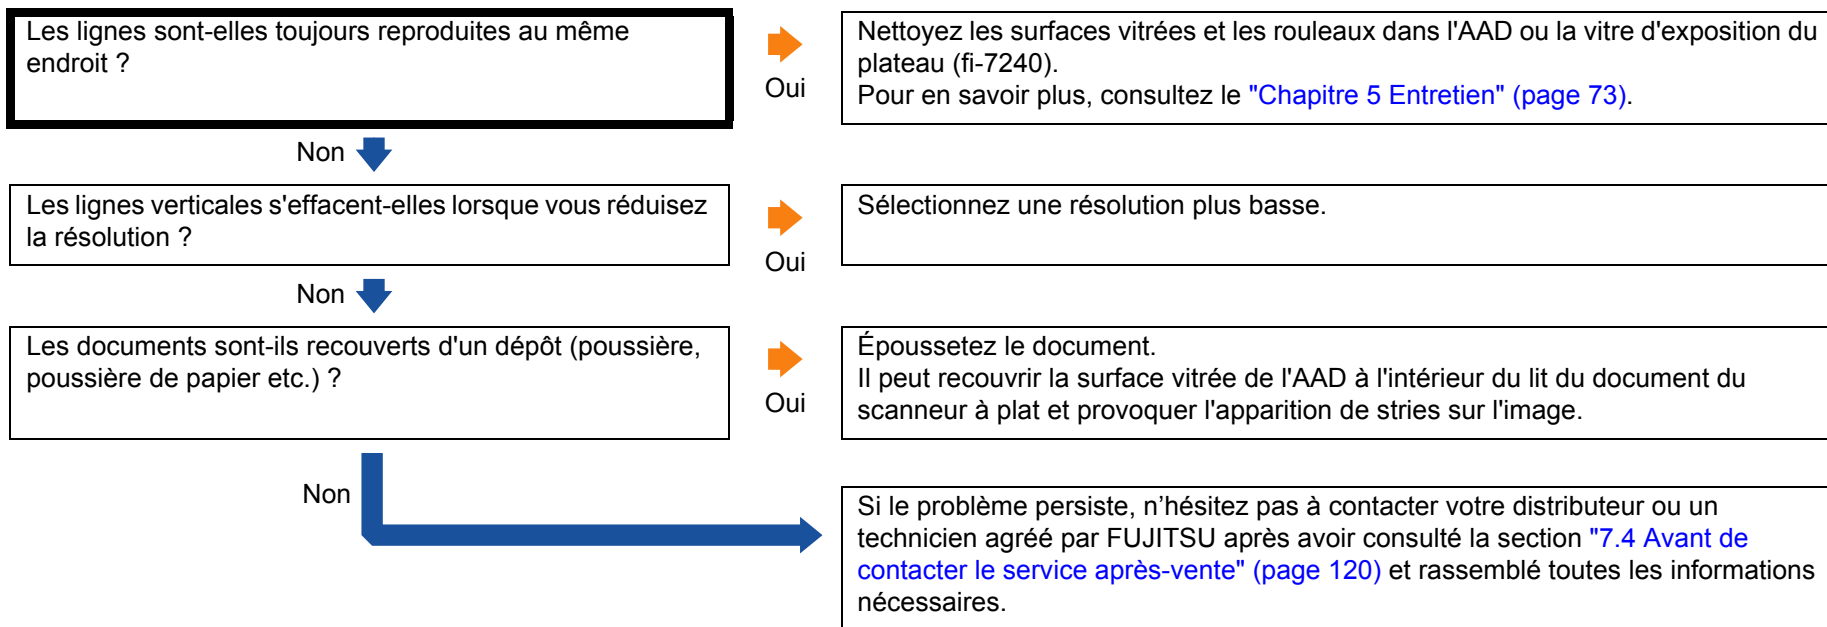 Les lignes sont-elles toujours reproduites au même
endroit ?
Oui
Nettoyez les surfaces vitrées et les rouleaux dans l'AAD ou la vitre d'exposition du
plateau (fi-7240).
Pour en savoir plus, consultez le "Chapitre 5 Entretien" (page 73).
Non
Les lignes verticales s'effacent-elles lorsque vous réduisez
la résolution ?
Oui
Sélectionnez une résolution plus basse.
Non
Les documents sont-ils recouverts d'un dépôt (poussière,
poussière de papier etc.) ?
Oui
Époussetez le document.
Il peut recouvrir la surface vitrée de l'AAD à l'intérieur du lit du document du
scanneur à plat et provoquer l'apparition de stries sur l'image.
Non
Si le problème persiste, n’hésitez pas à contacter votre distributeur ou un
technicien agréé par FUJITSU après avoir consulté la section "7.4 Avant de
contacter le service après-vente" (page 120) et rassemblé toutes les informations
nécessaires.